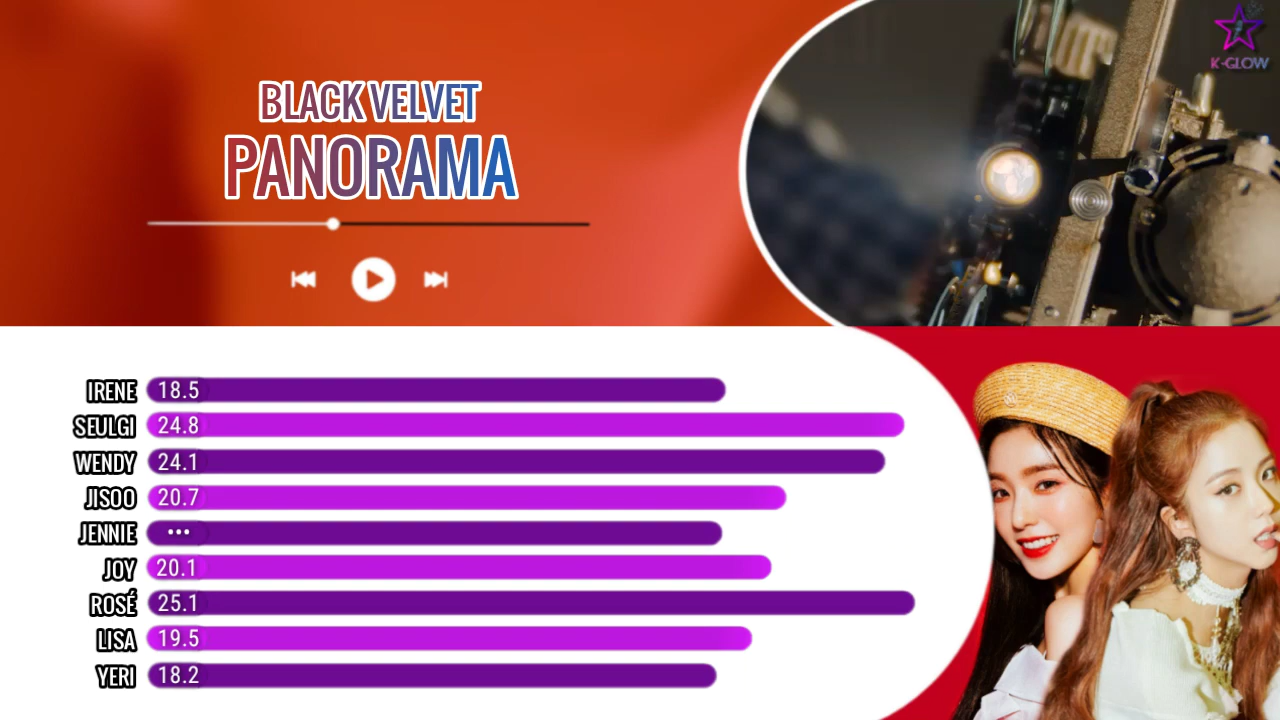 K-GLOW
BLACK VELVET
PANORAMA
IRENE 18.5
SEULGI 24.8
WENDY 24.1
JISOO 20.7
JENNIE •••
JOY 20.1
ROSÉ 25.1
LISA 19.5
YERI 18.2